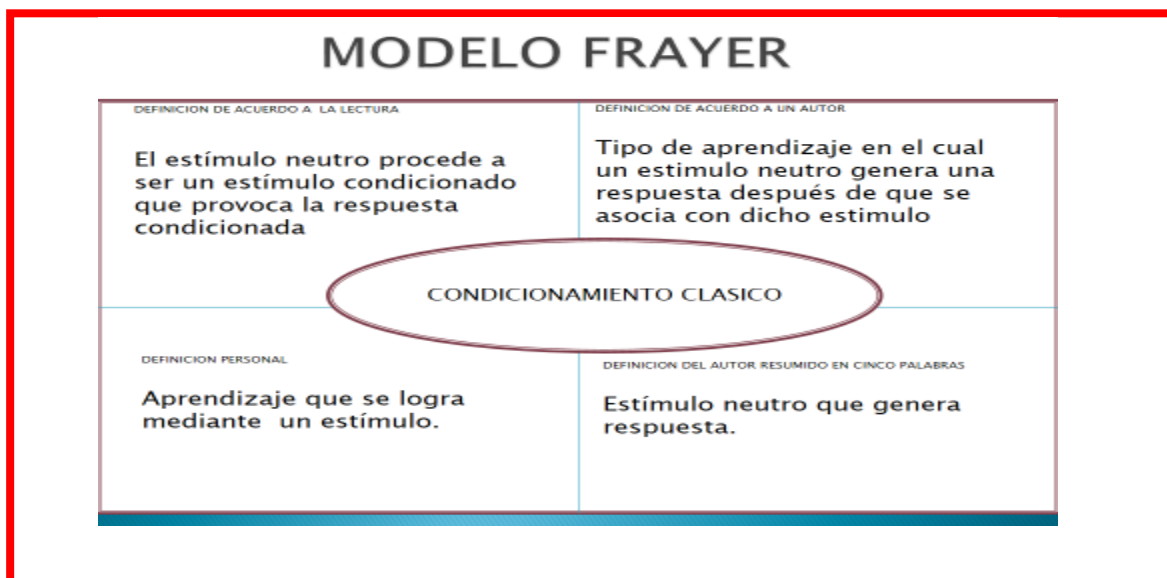 MODELO FRAYER
DEFINICION DE ACUERDO A LA LECTURA
El estímulo neutro procede a
ser un estímulo condicionado
que provoca la respuesta
condicionada
DEFINICION DE ACUERDO A UN AUTOR
Tipo de aprendizaje en el cual
un estimulo neutro genera una
respuesta después de que se
asocia con dicho estimulo
CONDICIONAMIENTO CLASICO
DEFINICION PERSONAL
Aprendizaje que se logra
mediante un estímulo.
DEFINICION DEL AUTOR RESUMIDO EN CINCO PALABRAS
Estímulo neutro que genera
respuesta.